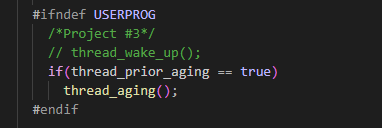 #ifndef USERPROG
/*Project #3*/
// thread_wake_up();
if(thread_prior_aging == true)
thread_aging();
#endif